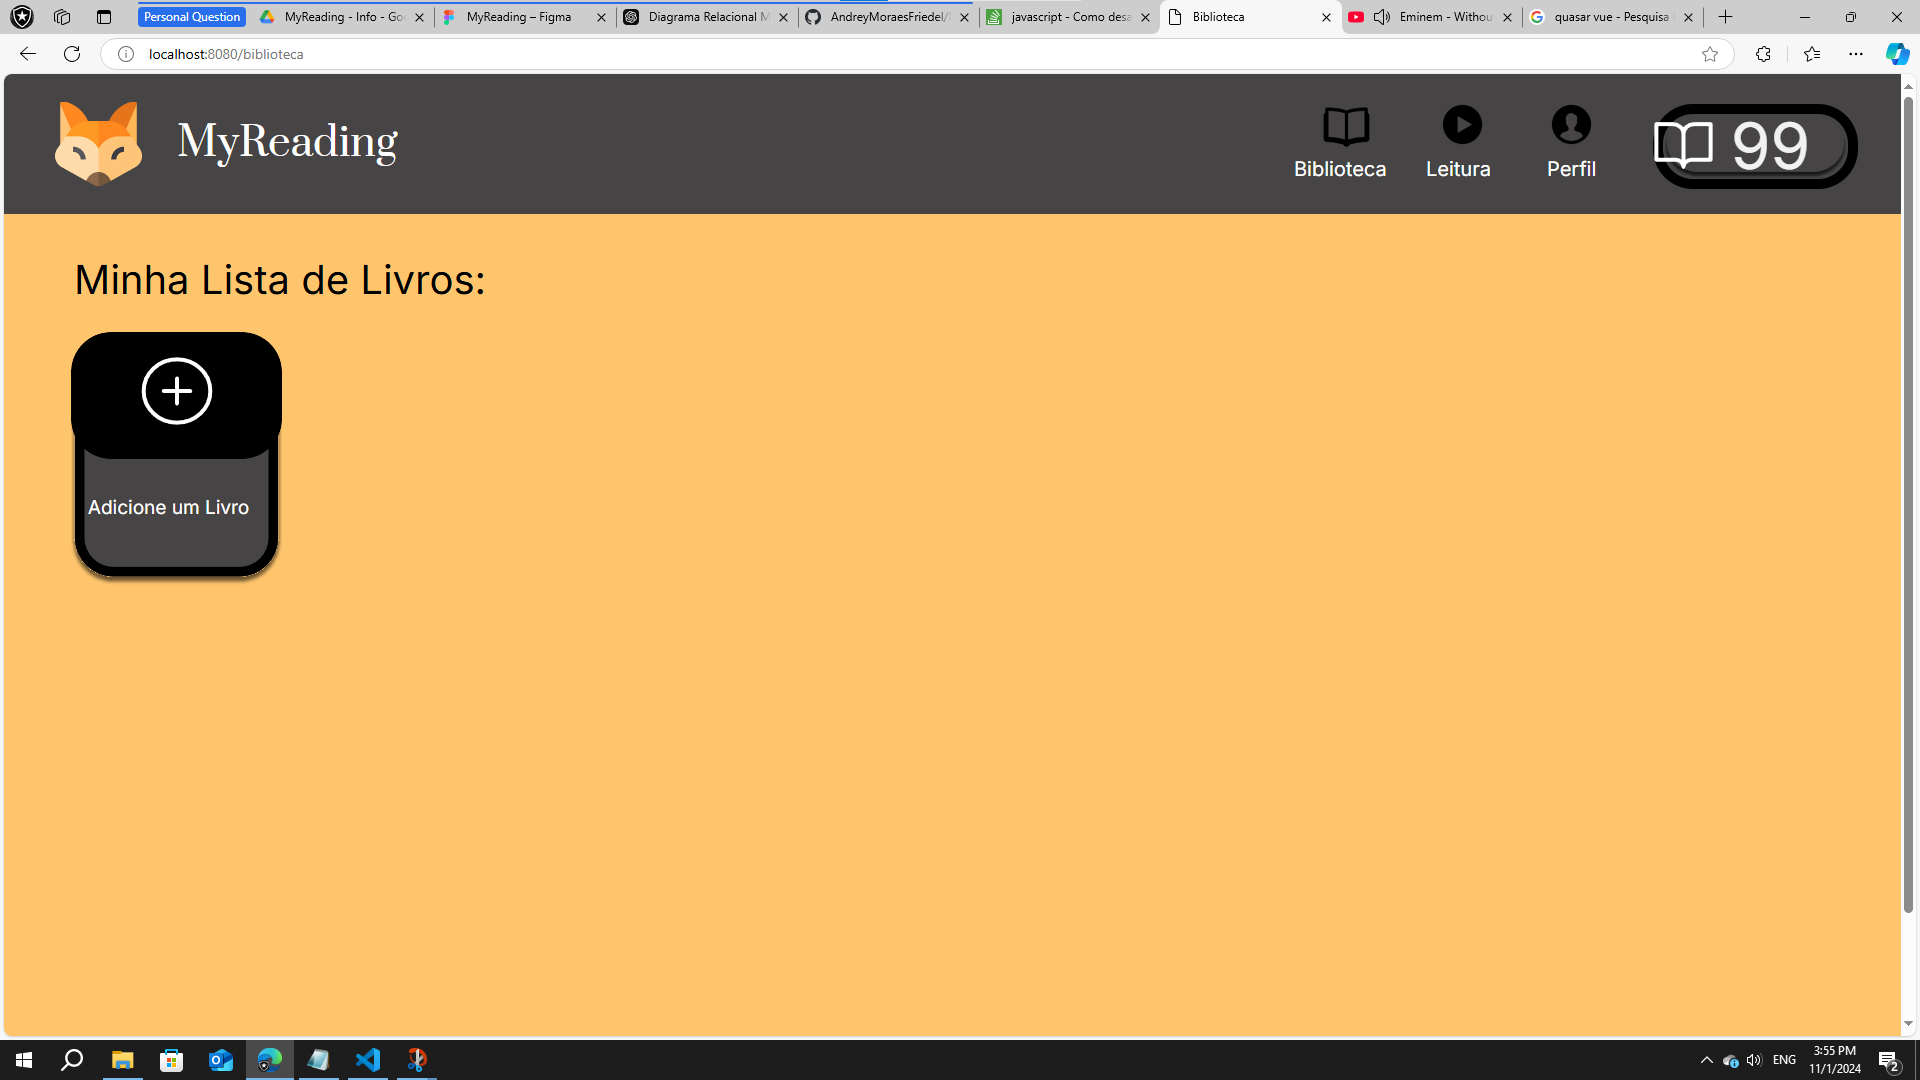 Personal Question
MyReading - Info - Goo
MyReading – Figma
Diagrama Relacional M
AndreyMoraesFriedel/
javascript - Como desa
Biblioteca
Eminem - Withou
quasar vue - Pesquisa
localhost:8080/biblioteca
MyReading
Biblioteca
Leitura
Perfil
99
Minha Lista de Livros:
Adicione um Livro
ENG
3:55 PM
11/1/2024
2